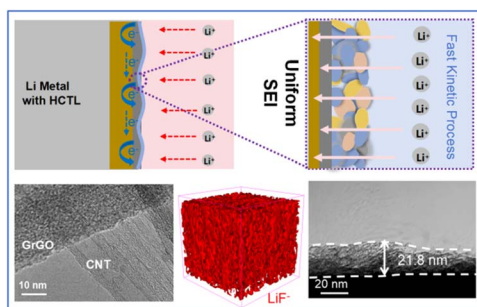 e-
e-
e-
Li Metal
with HCTL
Li+
Li+
Li+
Li+
Li+
Uniform
SEI
Li+
Li+
Li+
Li+
Li+
Li+
Fast Kinetic Process
GrGO
CNT
10 nm
LiF-
21.8 nm
20 nm